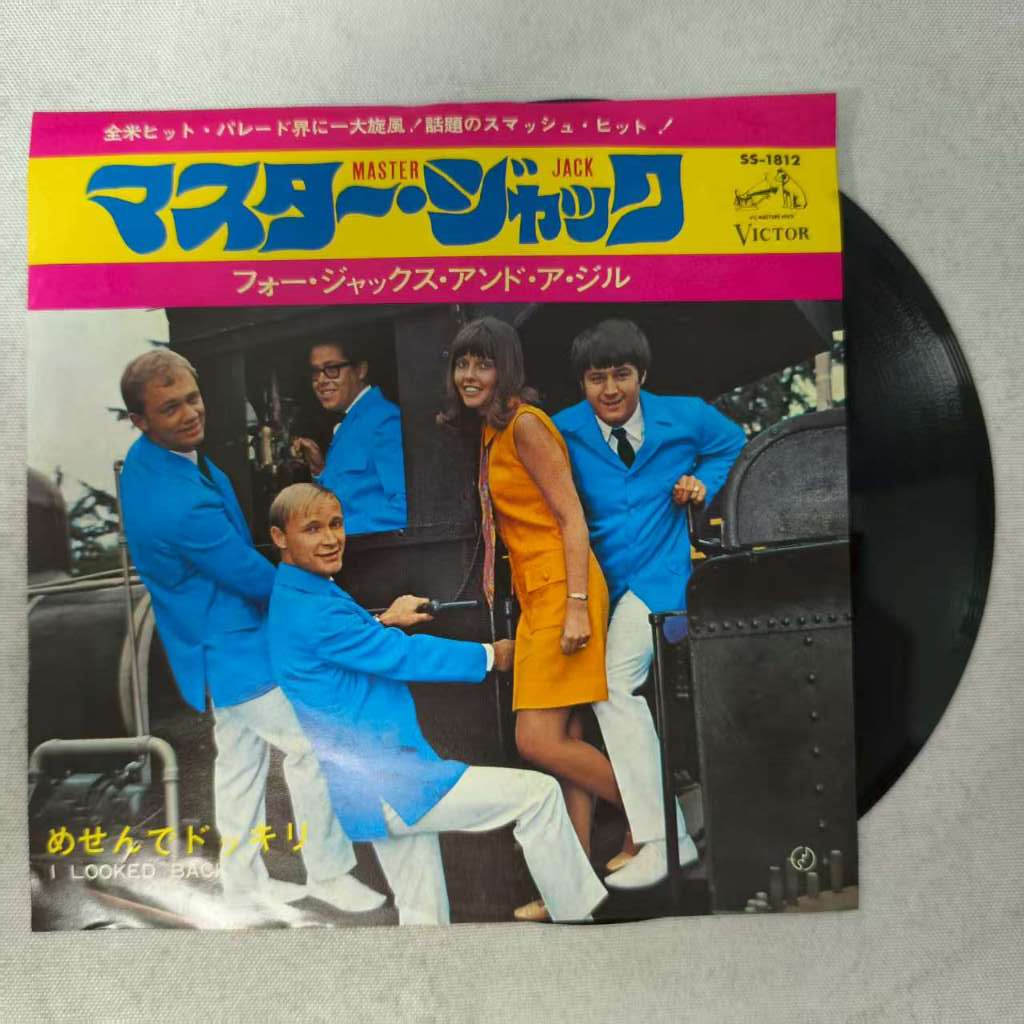 全米ヒット・パレード界に一大旋風!話題のスマッシュ・ヒット!
マスター・ジャック
MASTER JACK
SS-1812
VICTOR
フォー・ジャックス・アンド・ア・ジル
めせんでドッキリ
I LOOKED BACK